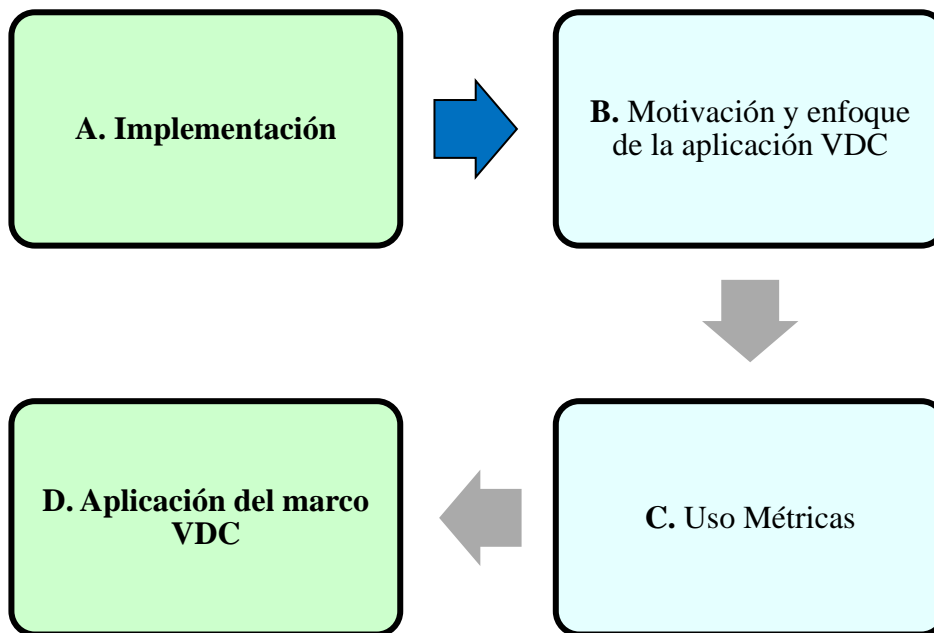 A. Implementación
B. Motivación y enfoque
de la aplicación VDC
D. Aplicación del marco
VDC
C. Uso Métricas